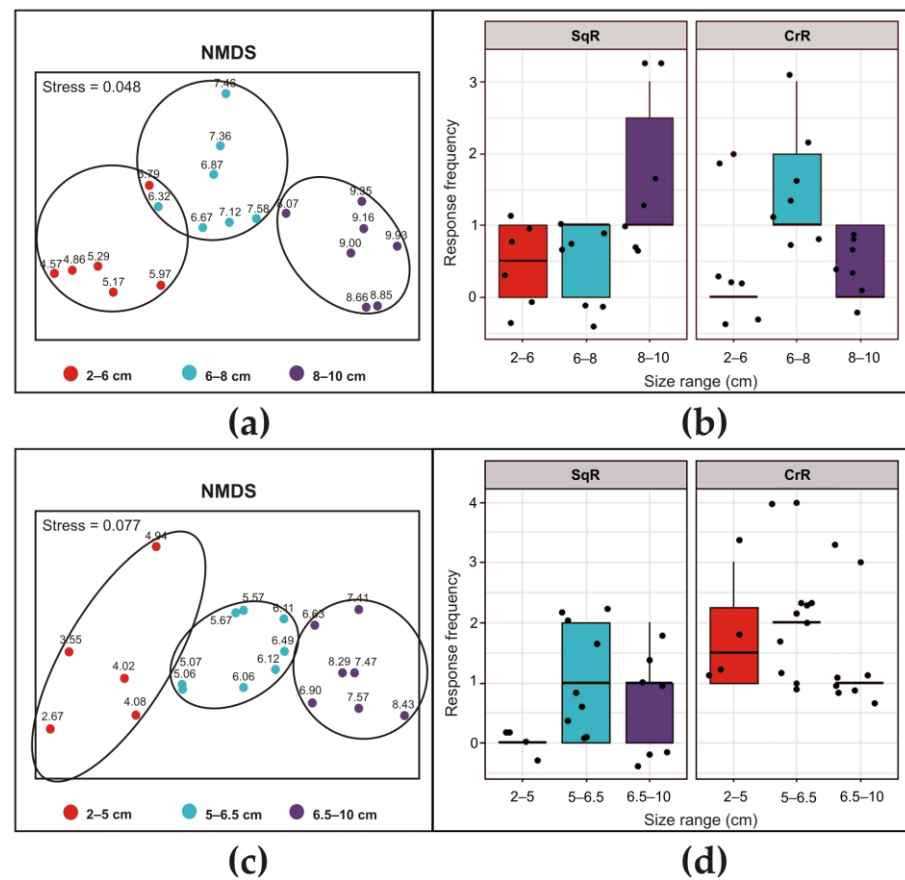 NMDS
Stress = 0.048
7.46
7.36
6.87
5.79
6.32
6.67
7.12
7.58
8.07
9.35
9.16
9.00
9.93
4.57
4.86
5.29
5.17
5.97
8.66
8.85
2–6 cm
6–8 cm
8–10 cm
(a)
SqR
CrR
Response frequency
3
2
1
0
2–6
6–8
8–10
2–6
6–8
8–10
Size range (cm)
(b)
NMDS
Stress = 0.077
4.94
3.55
4.02
2.67
4.08
5.57
5.67
6.11
5.07
5.06
6.06
6.12
6.49
6.63
7.41
8.29
7.47
6.90
7.57
8.43
2–5 cm
5–6.5 cm
6.5–10 cm
(c)
SqR
CrR
Response frequency
4
3
2
1
0
2–5
5–6.5
6.5–10
2–5
5–6.5
6.5–10
Size range (cm)
(d)